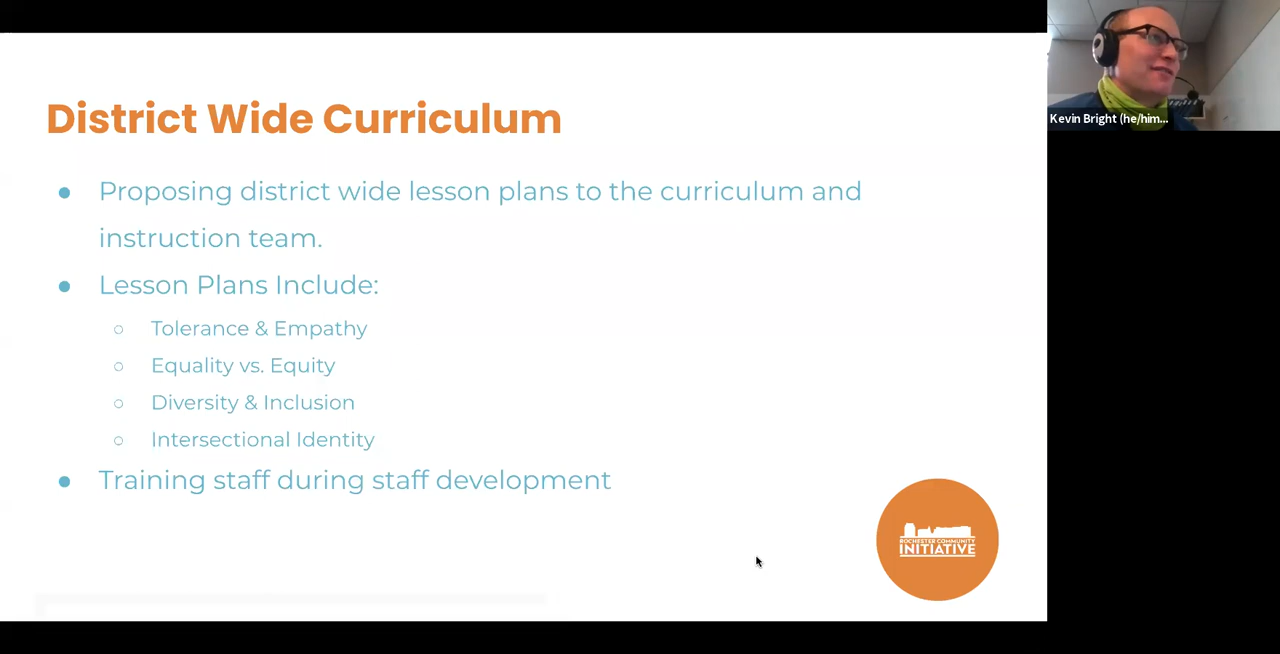 District Wide Curriculum
● Proposing district wide lesson plans to the curriculum and
instruction team.
● Lesson Plans Include:
○ Tolerance & Empathy
○ Equality vs. Equity
○ Diversity & Inclusion
○ Intersectional Identity
● Training staff during staff development
ROCHESTER COMMUNITY
INITIATIVE
Kevin Bright (he/him...